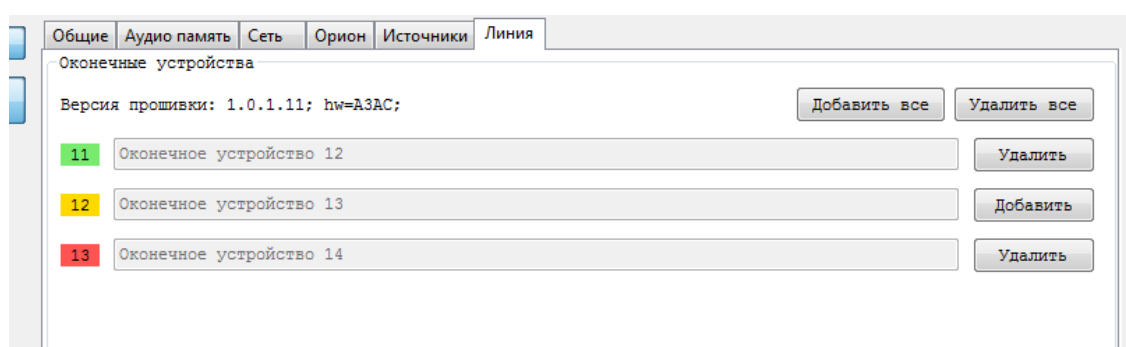 Общие Аудио память Сеть Орион Источники Линия
Оконечные устройства
Версия прошивки: 1.0.1.11; hw=A3AC; Добавить все Удалить все
11 Оконечное устройство 12 Удалить
12 Оконечное устройство 13 Добавить
13 Оконечное устройство 14 Удалить